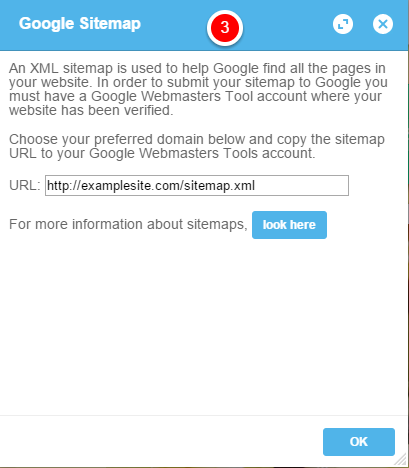 Google Sitemap
3
An XML sitemap is used to help Google find all the pages in
your website. In order to submit your sitemap to Google you
must have a Google Webmasters Tool account where your
website has been verified.
Choose your preferred domain below and copy the sitemap
URL to your Google Webmasters Tools account.
URL: http://examplesite.com/sitemap.xml
For more information about sitemaps, look here
OK